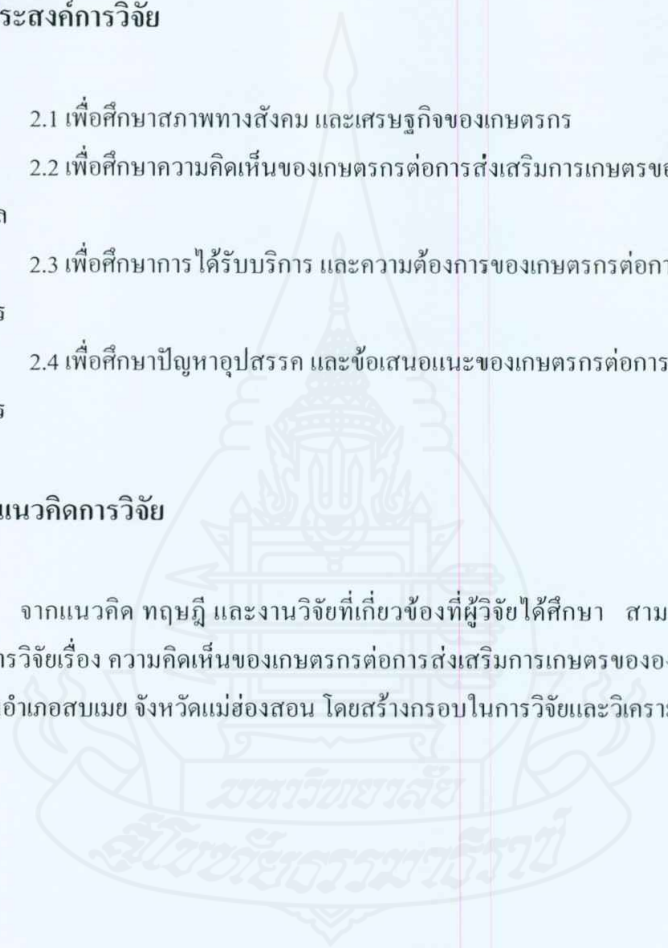 ระสงค์การวิจัย
2.1 เพื่อศึกษาสภาพทางสังคม และเศรษฐกิจของเกษตรกร
2.2 เพื่อศึกษาความคิดเห็นของเกษตรกรต่อการส่งเสริมการเกษตรขอ
ล
2.3 เพื่อศึกษาการได้รับบริการ และความต้องการของเกษตรกรต่อกา
ร
2.4 เพื่อศึกษาปัญหาอุปสรรค และข้อเสนอแนะของเกษตรกรต่อการ
ร
แนวคิดการวิจัย
จากแนวคิด ทฤษฎี และงานวิจัยที่เกี่ยวข้องที่ผู้วิจัยได้ศึกษา สาม
ารวิจัยเรื่อง ความคิดเห็นของเกษตรกรต่อการส่งเสริมการเกษตรขององ
อำเภอสบเมย จังหวัดแม่ฮ่องสอน โดยสร้างกรอบในการวิจัยและวิเครา
มหาวิทยาลัย
สุโขทัยธรรมาธิราช